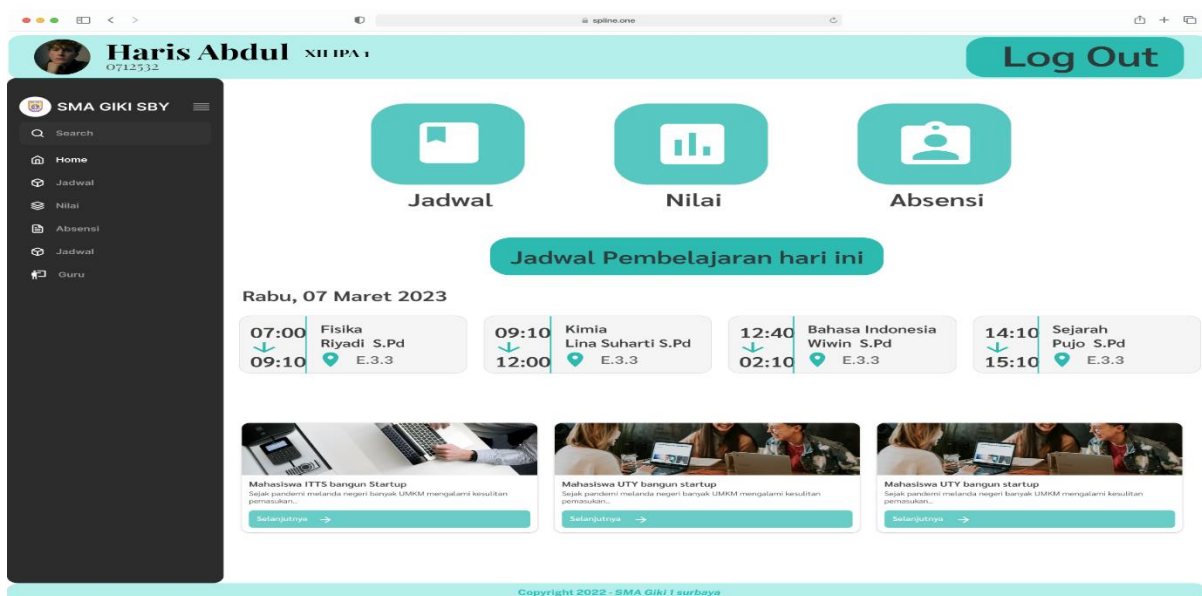 spline.one
Haris Abdul XII IPA 1
0712532
Log Out
SMA GIKI SBY
Search
Home
Jadwal
Nilai
Absensi
Jadwal
Guru
Jadwal
Nilai
Absensi
Jadwal Pembelajaran hari ini
Rabu, 07 Maret 2023
07:00
09:10
Fisika
Riyadi S.Pd
E.3.3
09:10
12:00
Kimia
Lina Suharti S.Pd
E.3.3
12:40
02:10
Bahasa Indonesia
Wiwin S.Pd
E.3.3
14:10
15:10
Sejarah
Pujo S.Pd
E.3.3
Mahasiswa ITTS bangun Startup
Sejak pandemi melanda negeri banyak UMKM mengalami kesulitan
pemasukan...
Selanjutnya
Mahasiswa UTY bangun startup
Sejak pandemi melanda negeri banyak UMKM mengalami kesulitan
pemasukan...
Selanjutnya
Mahasiswa UTY bangun startup
Sejak pandemi melanda negeri banyak UMKM mengalami kesulitan
pemasukan...
Selanjutnya
Copyright 2022 - SMA Giki 1 surbaya